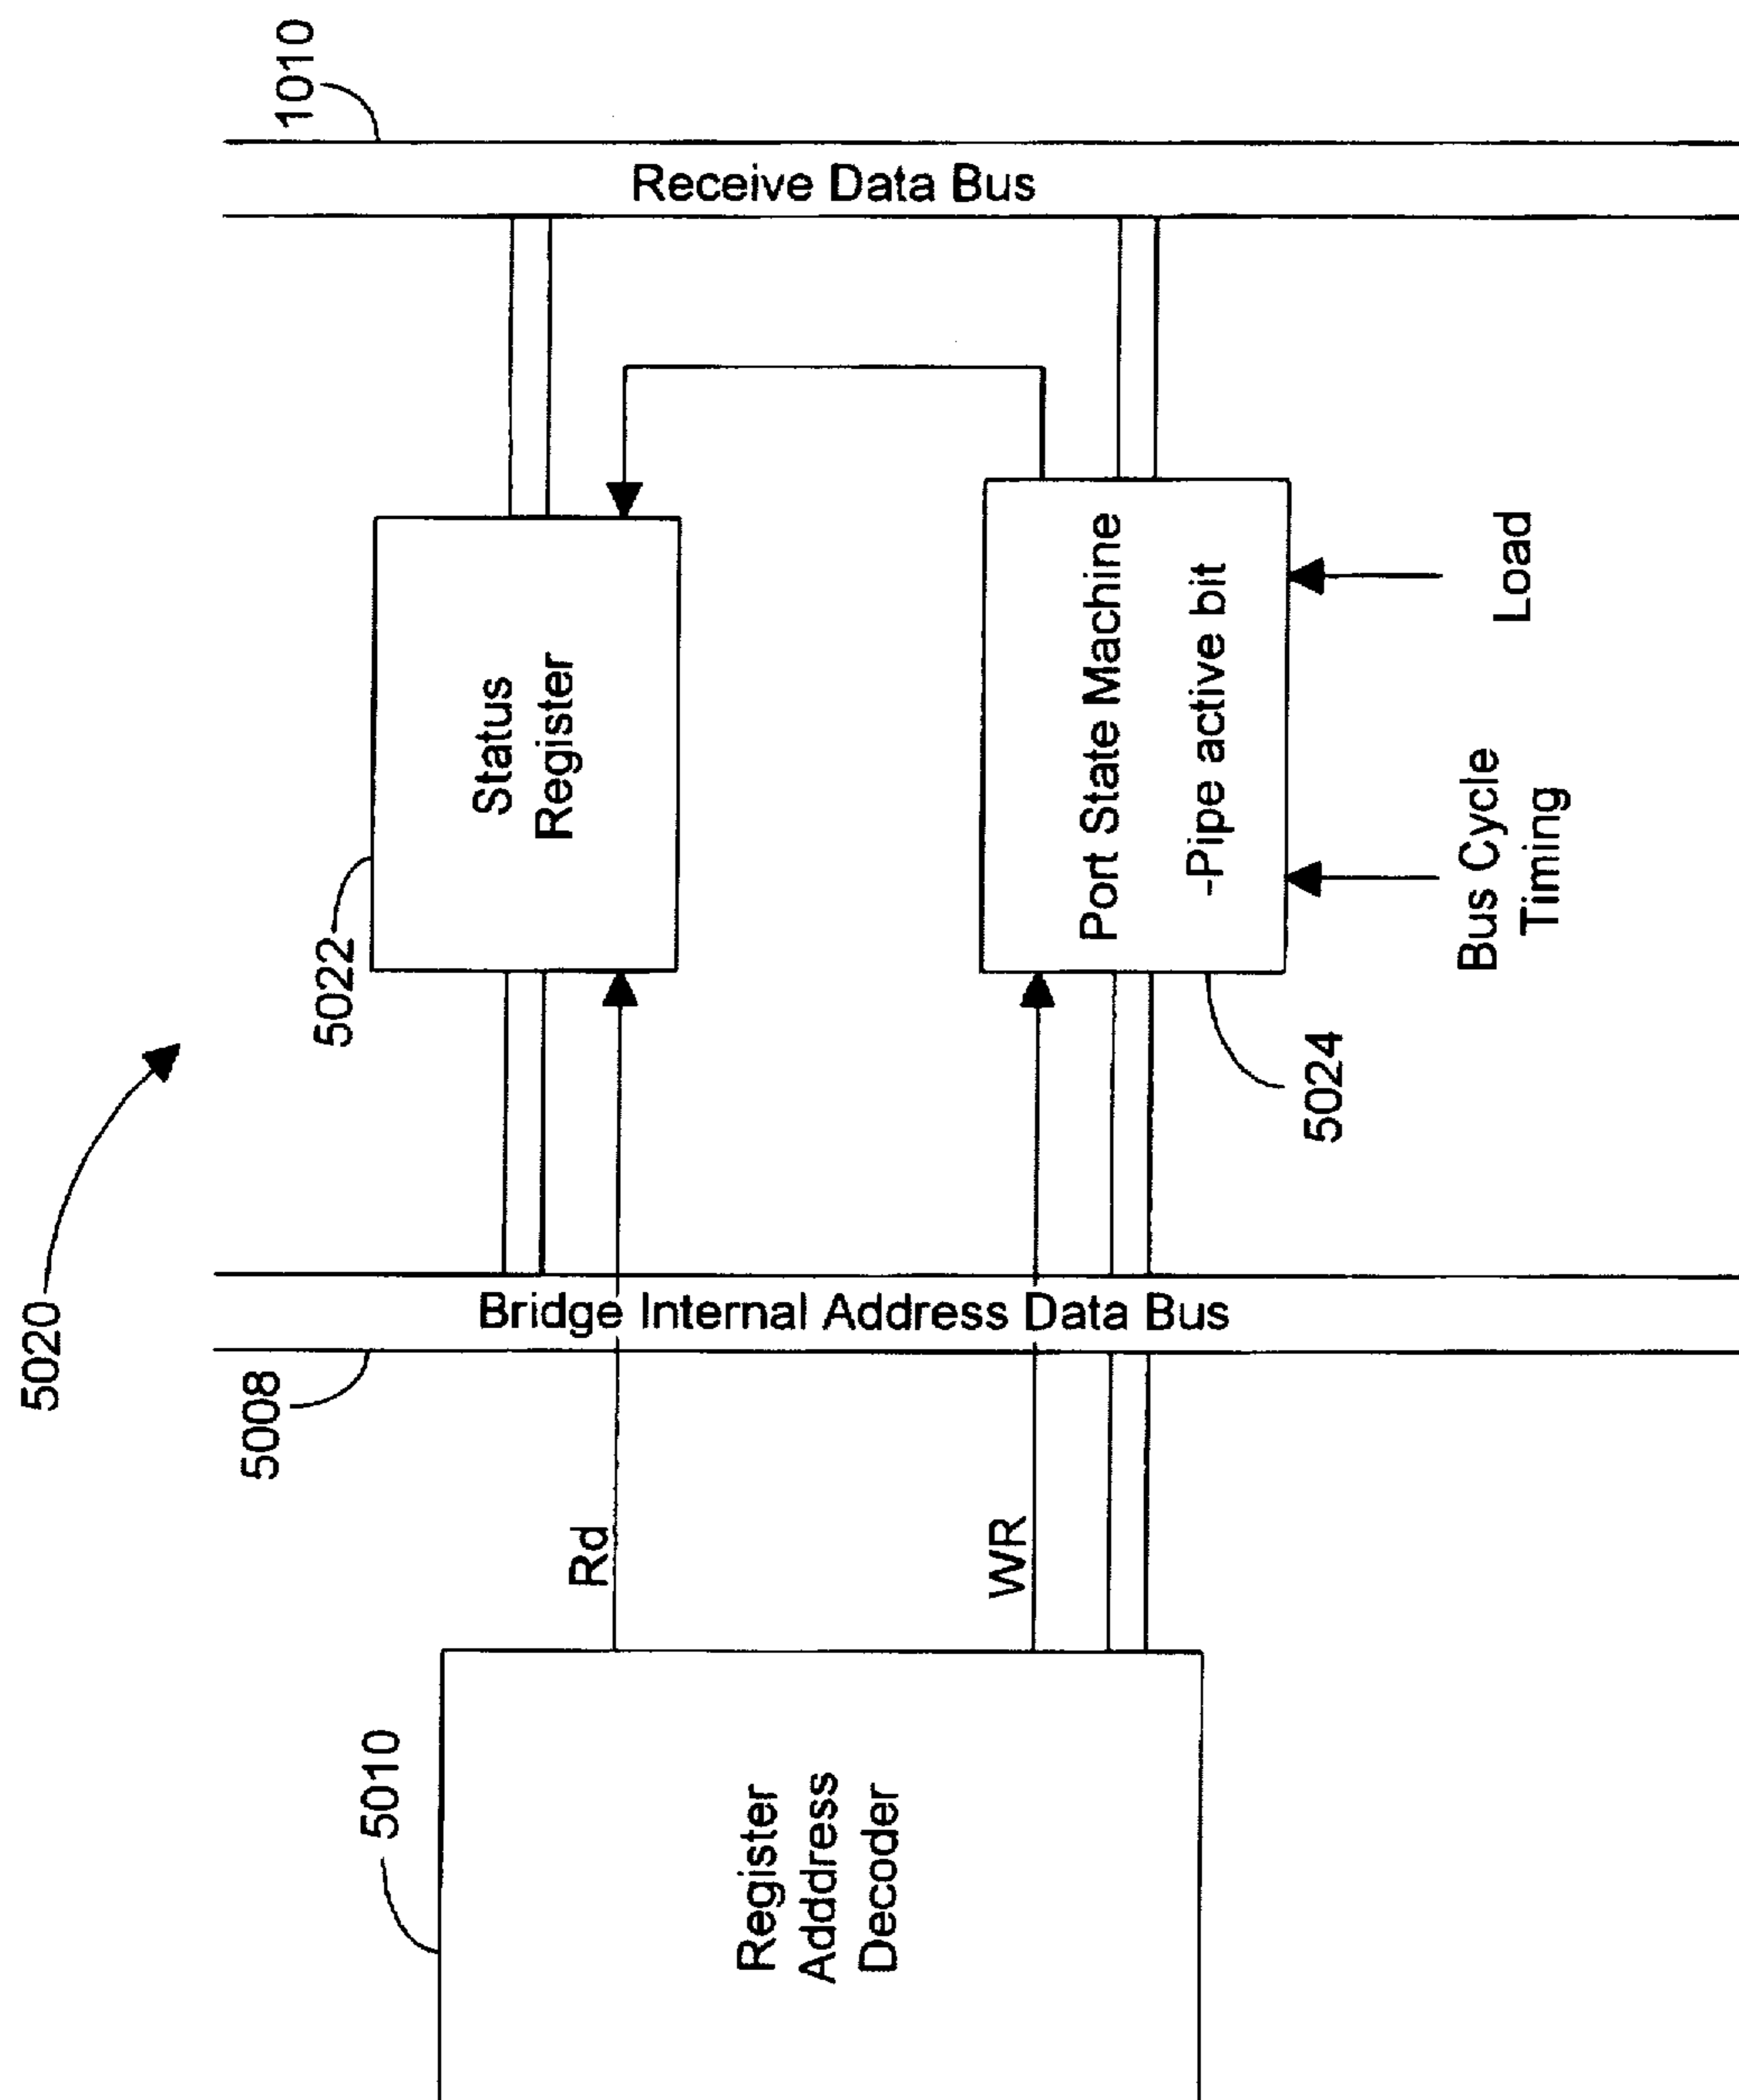 5020
1010
Receive Data Bus
5022
Status
Register
Port State Machine
-Pipe active bit
5024
Bus Cycle
Timing
Load
5008
Bridge Internal Address Data Bus
Rd
WR
5010
Register
Adddress
Decoder